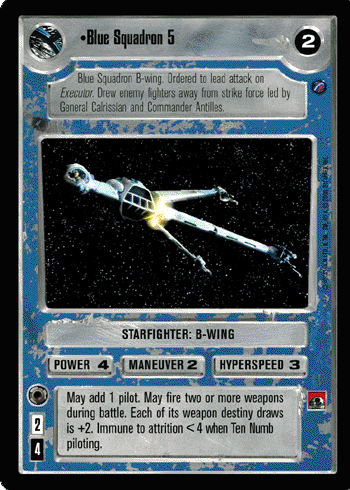 •Blue Squadron 5
2
Blue Squadron B-wing. Ordered to lead attack on
Executor. Drew enemy fighters away from strike force led by
General Calrissian and Commander Antilles.
STARFIGHTER: B-WING
POWER 4 MANEUVER 2 HYPERSPEED 3
May add 1 pilot. May fire two or more weapons
during battle. Each of its weapon destiny draws
is +2. Immune to attrition < 4 when Ten Numb
piloting.
2
4